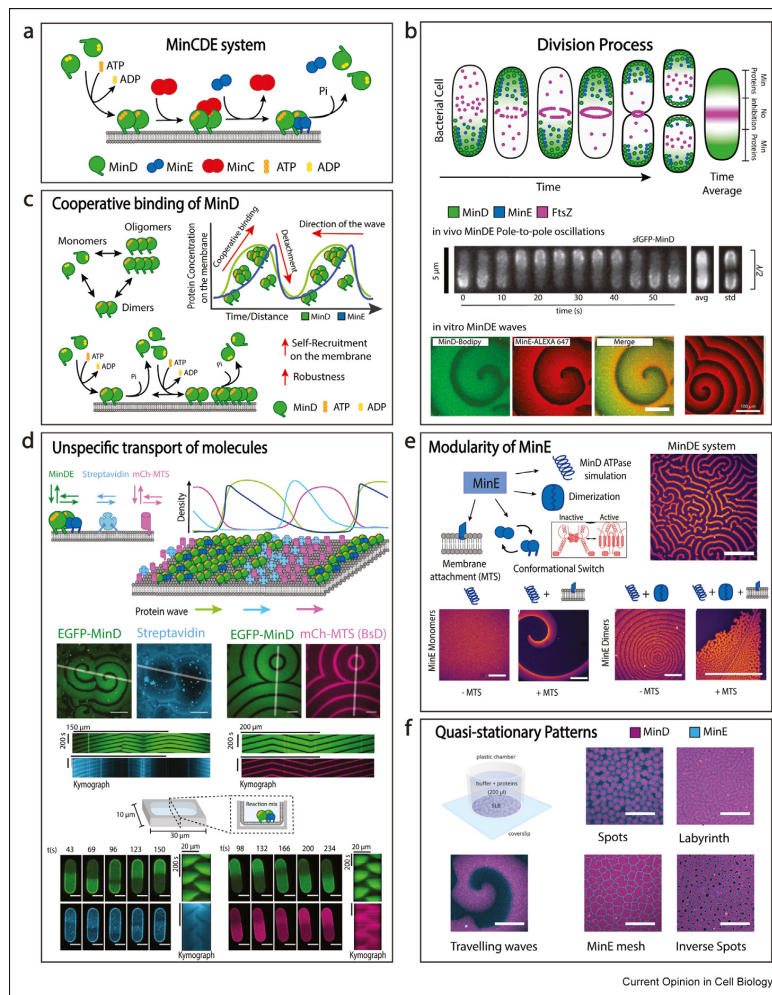 a
MinCDE system
ATP
ADP
Pi
MinD
MinE
MinC
ATP
ADP
b
Division Process
Bacterial Cell
Min Proteins
No inhibition
Min Proteins
Time
Time
Average
MinD
MinE
FtsZ
in vivo MinDE Pole-to-pole oscillations
sfGFP-MinD
5 µm
λ/2
0 10 20 30 40 50
time (s)
avg
std
in vitro MinDE waves
MinD-Bodipy
MinE-ALEXA 647
Merge
100 µm
c
Cooperative binding of MinD
Oligomers
Monomers
Dimers
Protein Concentration
on the membrane
Cooperative binding
Detachment
Direction of the wave
Time/Distance
MinD
MinE
ATP
ADP
Pi
ATP
ADP
Pi
Self-Recruitment
on the membrane
Robustness
MinD
ATP
ADP
d
Unspecific transport of molecules
MinDE
Streptavidin
mCh-MTS
Density
Protein wave
EGFP-MinD
Streptavidin
EGFP-MinD
mCh-MTS (BsD)
150 µm
200 s
Kymograph
200 µm
200 s
Kymograph
10 µm
30 µm
Reaction mix
t(s) 43 69 96 123 150
20 µm
200 s
Kymograph
t(s) 98 132 166 200 234
20 µm
200 s
Kymograph
e
Modularity of MinE
MinE
MinD ATPase
simulation
Dimerization
Inactive
Active
Membrane
attachment (MTS)
Conformational Switch
MinDE system
MinE Monomers
- MTS
+ MTS
MinE Dimers
- MTS
+ MTS
f
Quasi-stationary Patterns
MinD
MinE
plastic chamber
buffer + proteins
(200 µl)
SLB
coverslip
Spots
Labyrinth
Travelling waves
MinE mesh
Inverse Spots
Current Opinion in Cell Biology